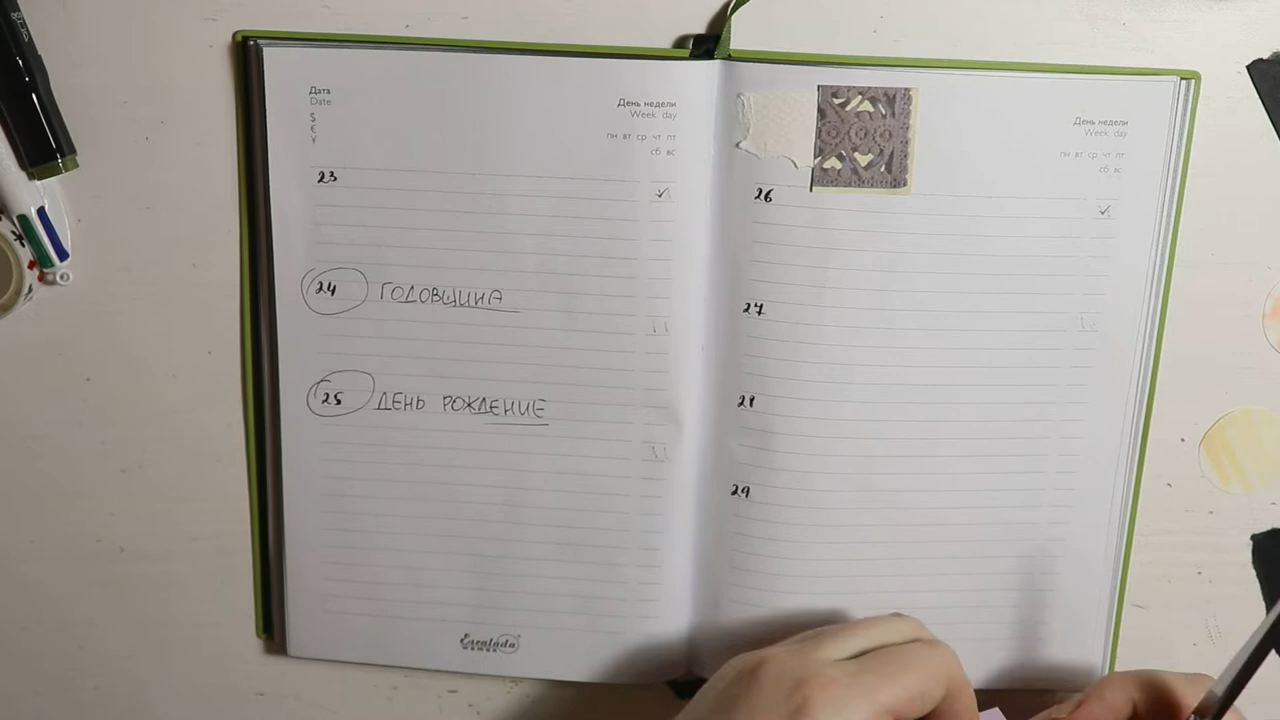 Дата
Date
$
€
¥
День недели
Week day
пн вт ср чт пт
сб вс
23
24 ГОДОВЩИНА
25 ДЕНЬ РОЖДЕНИЕ
Escalada
День недели
Week day
пн вт ср чт пт
сб вс
26
27
28
29